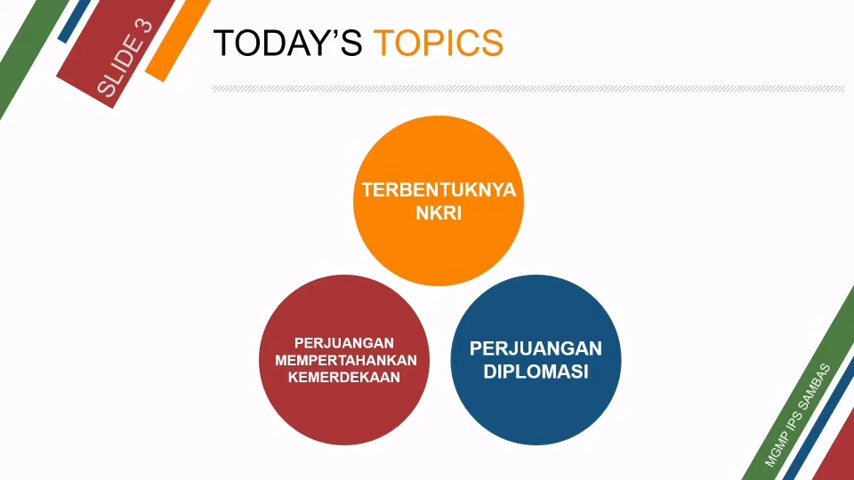 SLIDE 3
TODAY'S TOPICS
TERBENTUKNYA
NKRI
PERJUANGAN
MEMPERTAHANKAN
KEMERDEKAAN
PERJUANGAN
DIPLOMASI
MGMP IPS SAMBAS